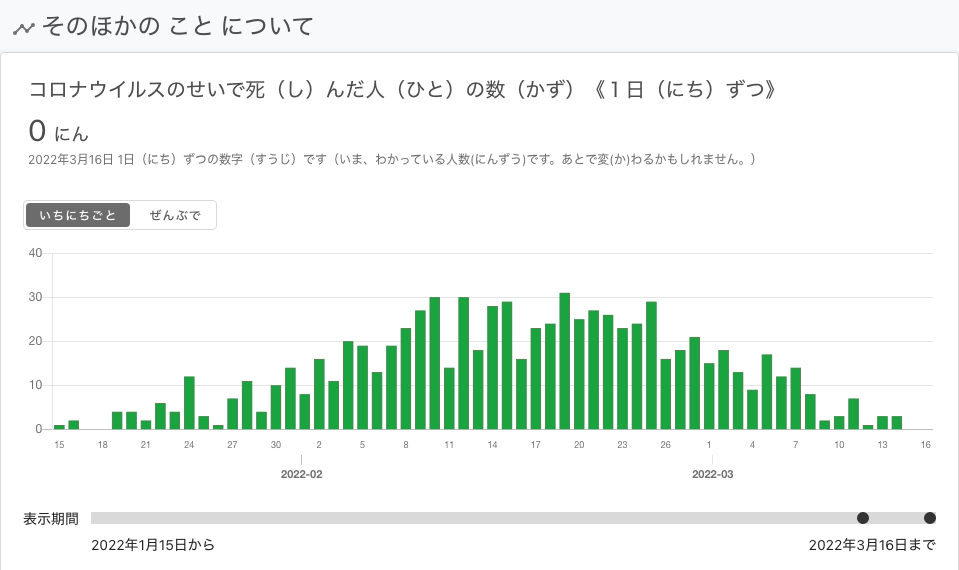 そのほかの こと について
コロナウイルスのせいで死（し）んだ人（ひと）の数（かず）《１日（にち）ずつ》
0 にん
2022年3月16日 1日（にち）ずつの数字（すうじ）です（いま、わかっている人数(にんずう)です。あとで変(か)わるかもしれません。）
いちにちごと ぜんぶで
40
30
20
10
0
15 18 21 24 27 30 2 5 8 11 14 17 20 23 26 1 4 7 10 13 16
2022-02 2022-03
表示期間
2022年1月15日から 2022年3月16日まで